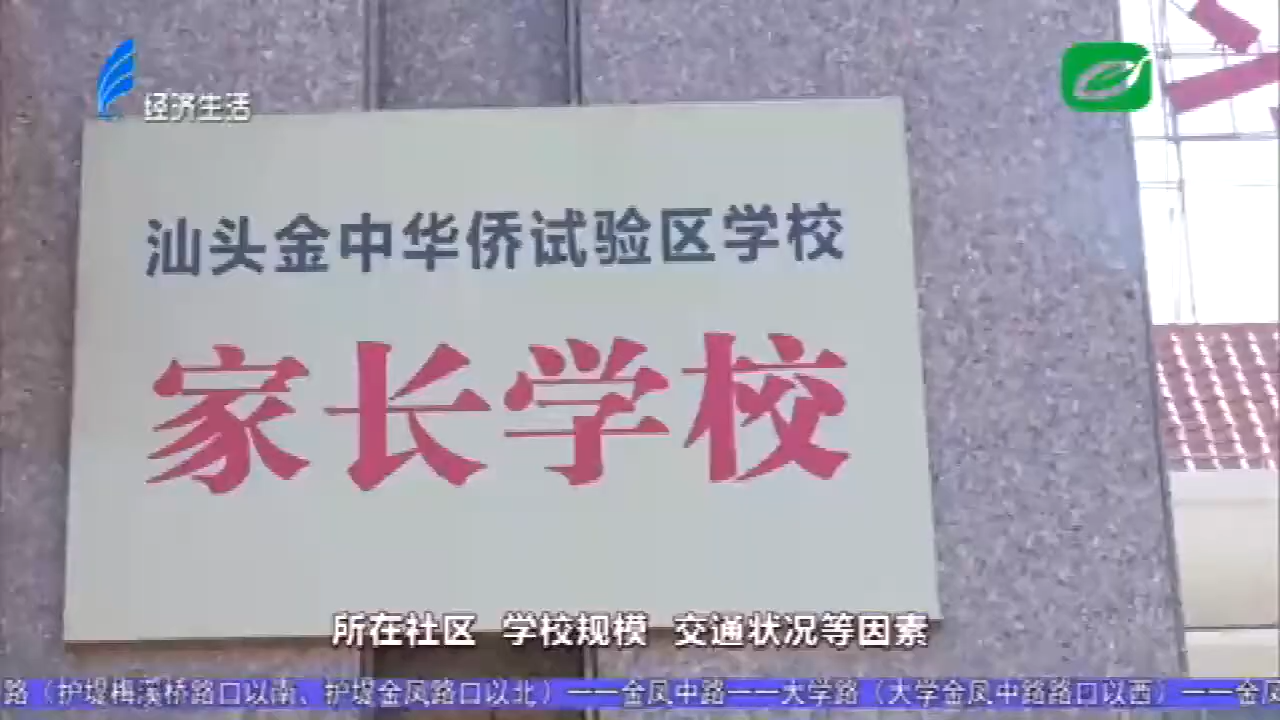 经济生活
汕头金中华侨试验区学校
家长学校
所在社区 学校规模 交通状况等因素
路（护堤梅溪桥路口以南、护堤金凤路口以北）——金凤中路——大学路（大学金凤中路路口以西）——金凤